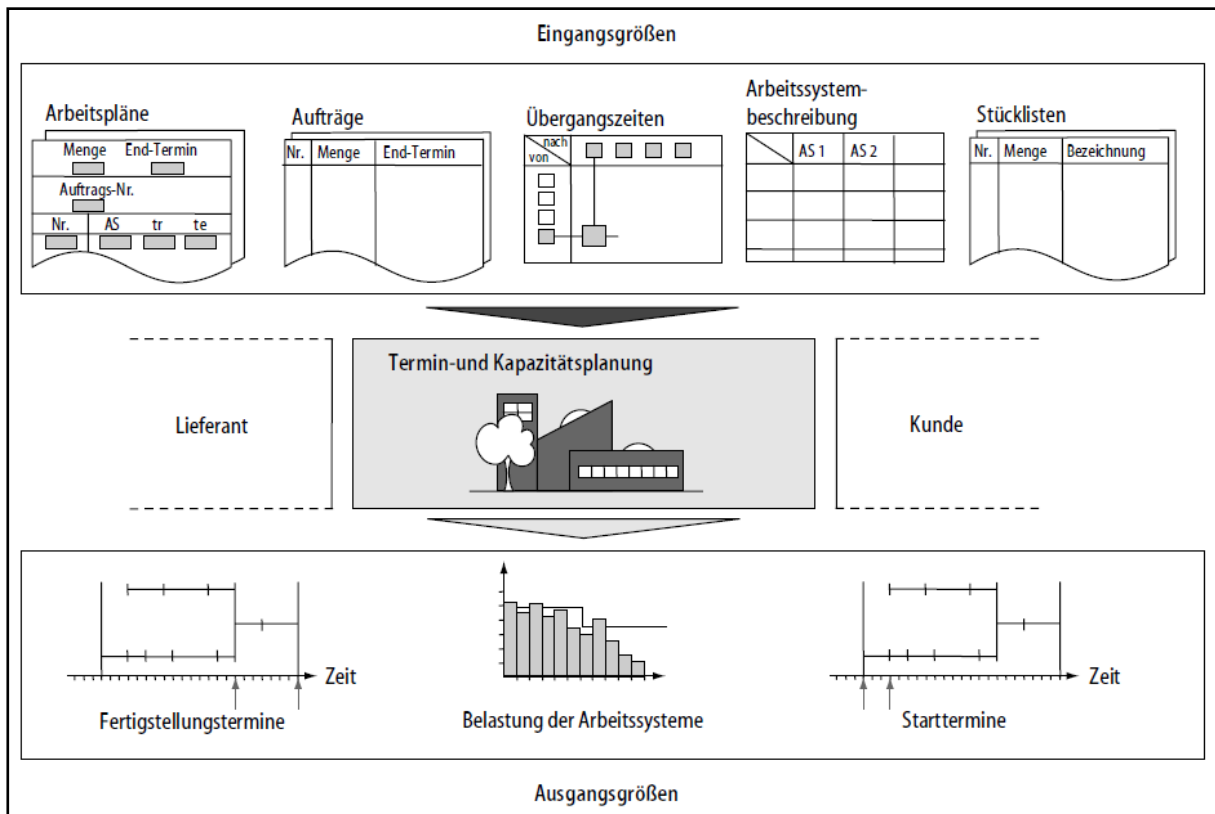 Eingangsgrößen
Arbeitspläne
Menge End-Termin
Auftrags-Nr.
Nr. AS tr te
Aufträge
Nr. Menge End-Termin
Übergangszeiten
nach
von
Arbeitssystem-
beschreibung
AS 1 AS 2
Stücklisten
Nr. Menge Bezeichnung
Lieferant
Termin-und Kapazitätsplanung
Kunde
Zeit
Fertigstellungstermine
Belastung der Arbeitssysteme
Zeit
Starttermine
Ausgangsgrößen